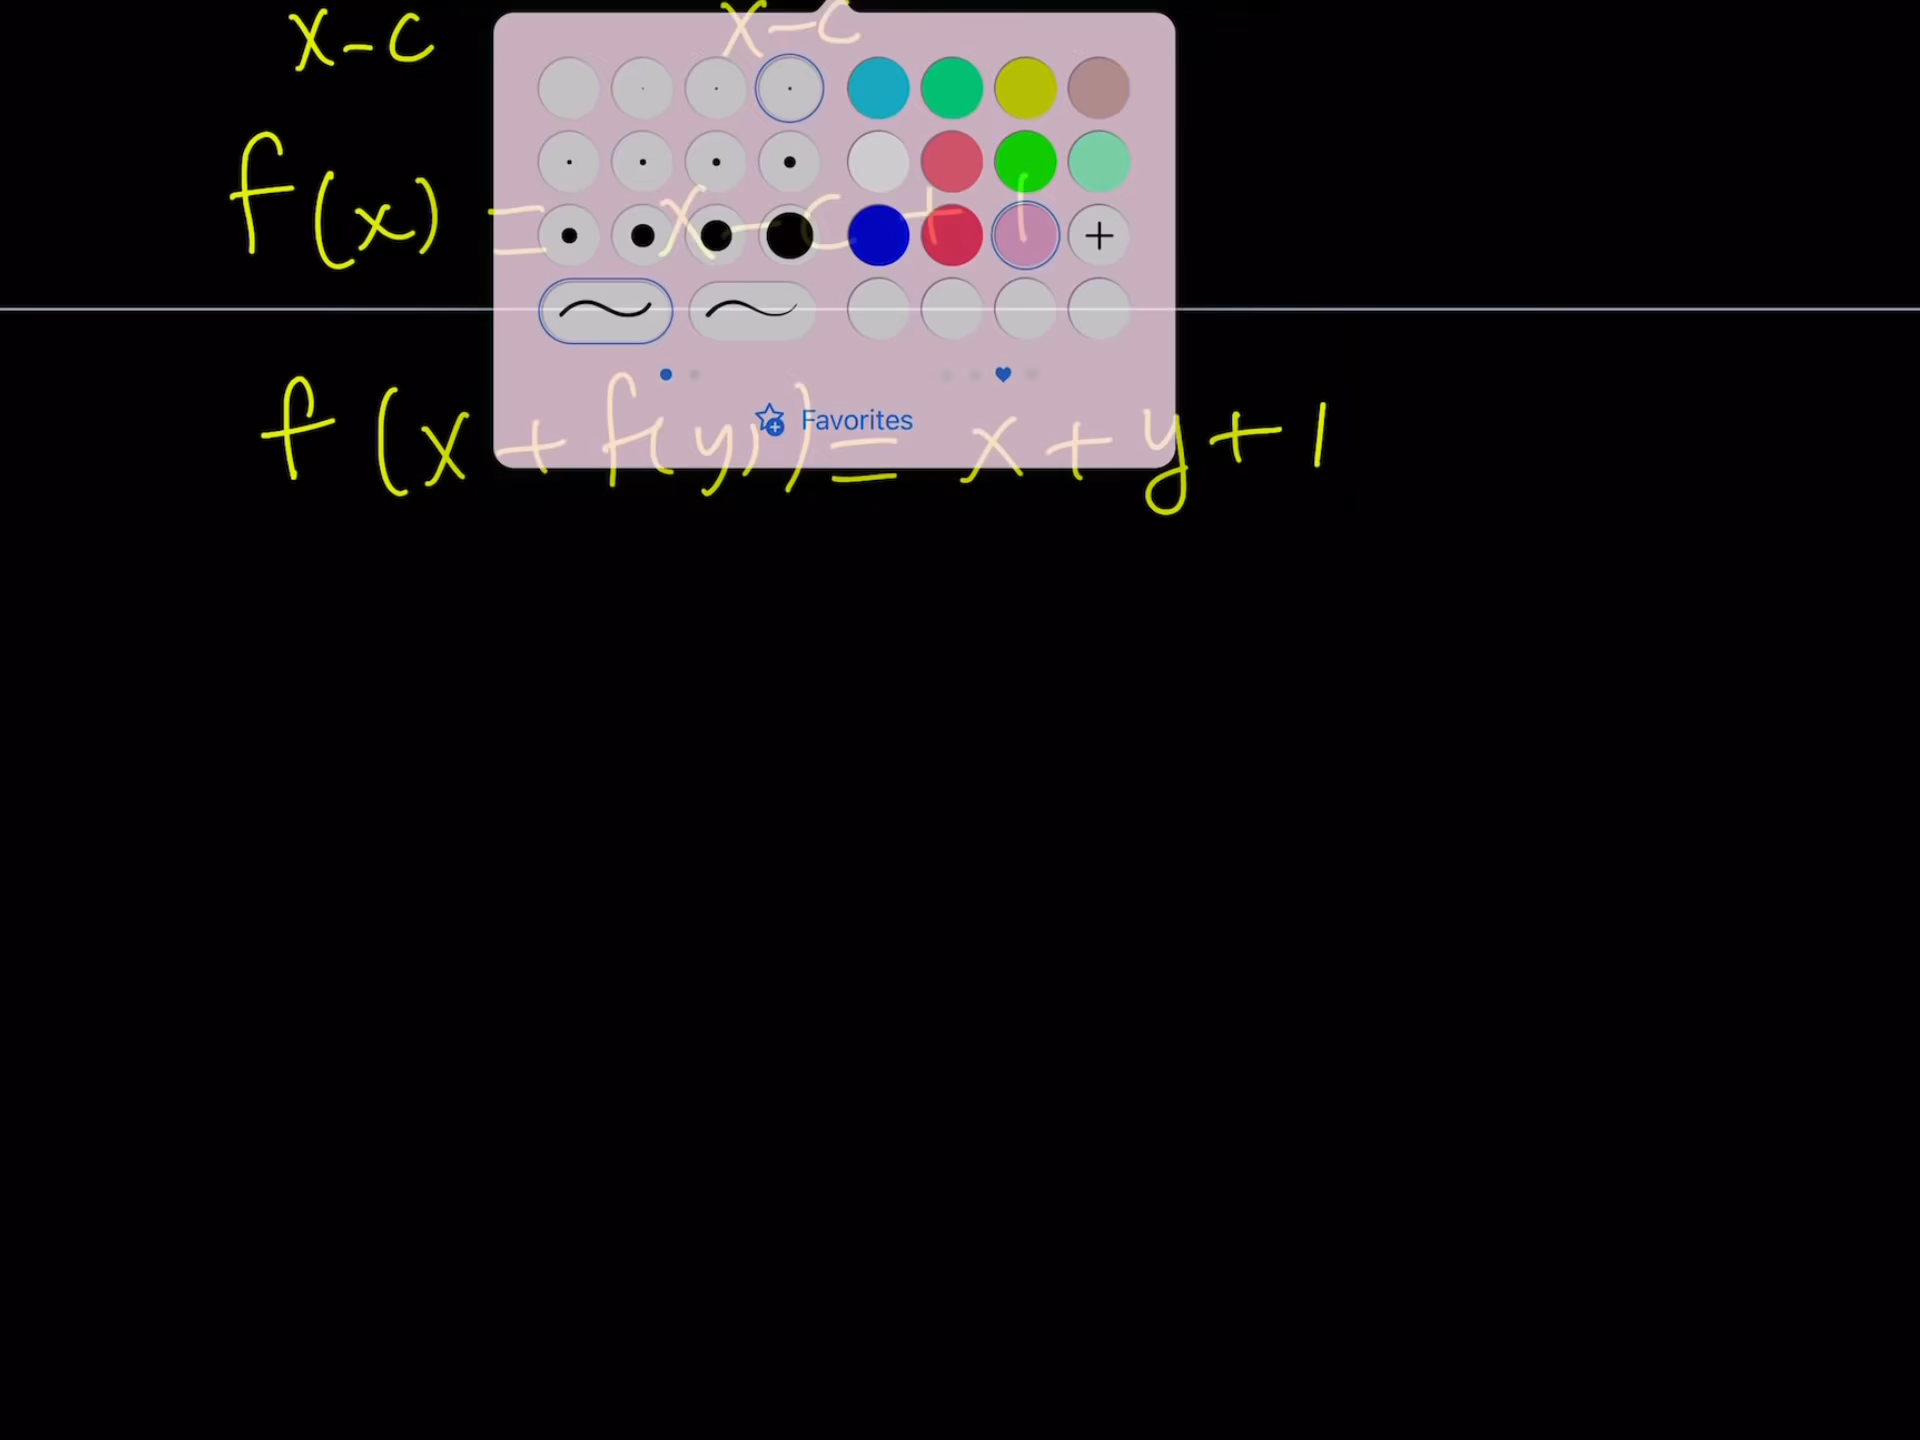 x-c x-c
f(x) = x-c+1
f(x+f(y))= x+y+1
Favorites